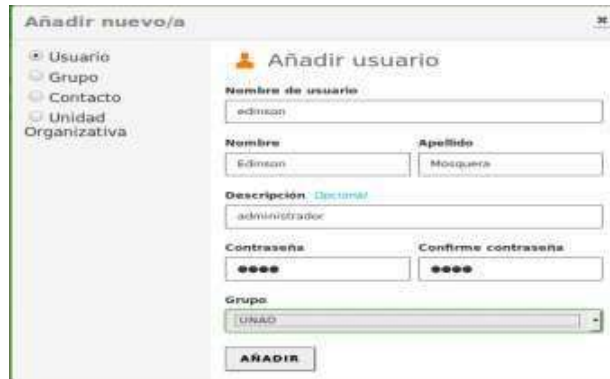 Añadir nuevo/a
Usuario
Grupo
Contacto
Unidad
Organizativa
Añadir usuario
Nombre de usuario
edinson
Nombre Apellido
Edinson Mosquera
Descripción Opcional
administrador
Contraseña Confirme contraseña
Grupo
UNAD
AÑADIR